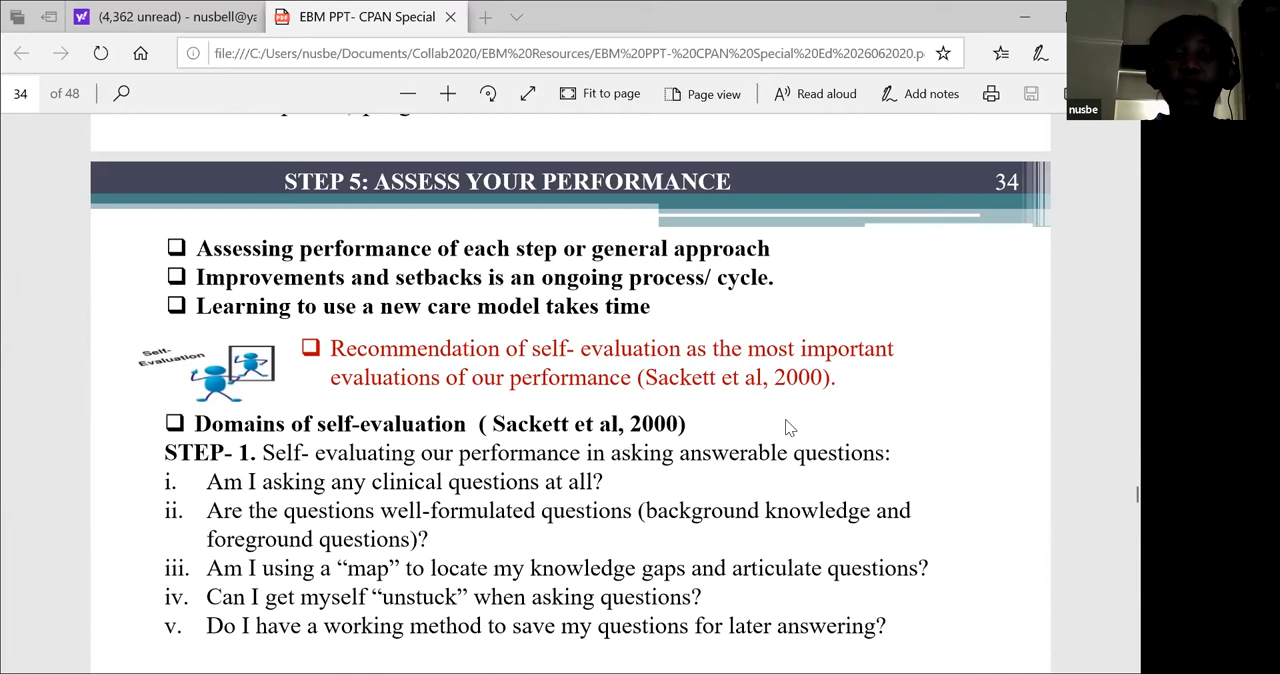 (4,362 unread) - nusbell@ya
EBM PPT- CPAN Special
file:///C:/Users/nusbe/Documents/Collab2020/EBM%20Resources/EBM%20PPT-%20CPAN%20Special%20Ed%2026062020.p
34 of 48
Fit to page
Page view
Read aloud
Add notes
nusbe
STEP 5: ASSESS YOUR PERFORMANCE
34
Assessing performance of each step or general approach
Improvements and setbacks is an ongoing process/ cycle.
Learning to use a new care model takes time
Self-
Evaluation
Recommendation of self- evaluation as the most important
evaluations of our performance (Sackett et al, 2000).
Domains of self-evaluation ( Sackett et al, 2000)
STEP- 1. Self- evaluating our performance in asking answerable questions:
i. Am I asking any clinical questions at all?
ii. Are the questions well-formulated questions (background knowledge and
foreground questions)?
iii. Am I using a “map” to locate my knowledge gaps and articulate questions?
iv. Can I get myself “unstuck” when asking questions?
v. Do I have a working method to save my questions for later answering?